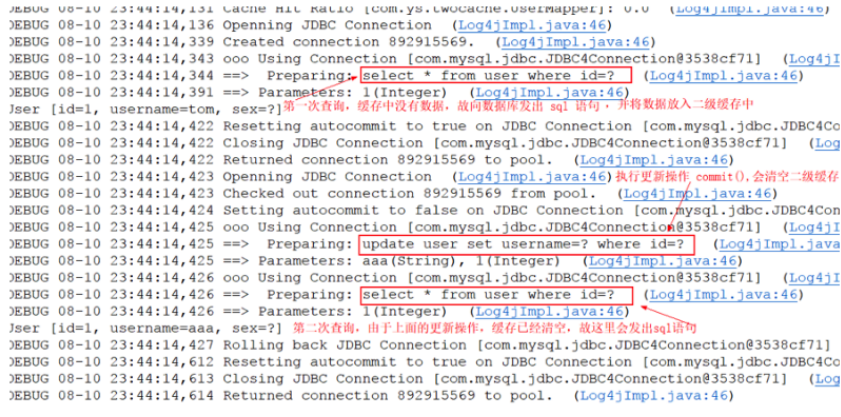 DEBUG 08-10 23:44:14,131 Cache Hit Ratio [com.ys.twocache.UserMapper]: 0.0  (Log4jImpl.java:46)
DEBUG 08-10 23:44:14,136 Openning JDBC Connection  (Log4jImpl.java:46)
DEBUG 08-10 23:44:14,339 Created connection 892915569.  (Log4jImpl.java:46)
DEBUG 08-10 23:44:14,343 ooo Using Connection [com.mysql.jdbc.JDBC4Connection@3538cf71]  (Log4jI
DEBUG 08-10 23:44:14,344 ==>  Preparing: select * from user where id=?  (Log4jImpl.java:46)
DEBUG 08-10 23:44:14,391 ==> Parameters: 1(Integer)  (Log4jImpl.java:46)
User [id=1, username=tom, sex=?] 第一次查询，缓存中没有数据，故向数据库发出 sql 语句，并将数据放入二级缓存中
DEBUG 08-10 23:44:14,422 Resetting autocommit to true on JDBC Connection [com.mysql.jdbc.JDBC4Co
DEBUG 08-10 23:44:14,422 Closing JDBC Connection [com.mysql.jdbc.JDBC4Connection@3538cf71]  (Log
DEBUG 08-10 23:44:14,422 Returned connection 892915569 to pool.  (Log4jImpl.java:46)
DEBUG 08-10 23:44:14,423 Openning JDBC Connection  (Log4jImpl.java:46) 执行更新操作 commit(),会清空二级缓存
DEBUG 08-10 23:44:14,423 Checked out connection 892915569 from pool.  (Log4jImpl.java:46)
DEBUG 08-10 23:44:14,424 Setting autocommit to false on JDBC Connection [com.mysql.jdbc.JDBC4Con
DEBUG 08-10 23:44:14,425 ooo Using Connection [com.mysql.jdbc.JDBC4Connection@3538cf71]  (Log4jI
DEBUG 08-10 23:44:14,425 ==>  Preparing: update user set username=? where id=?  (Log4jImpl.java
DEBUG 08-10 23:44:14,425 ==> Parameters: aaa(String), 1(Integer)  (Log4jImpl.java:46)
DEBUG 08-10 23:44:14,426 ooo Using Connection [com.mysql.jdbc.JDBC4Connection@3538cf71]  (Log4jI
DEBUG 08-10 23:44:14,426 ==>  Preparing: select * from user where id=?  (Log4jImpl.java:46)
DEBUG 08-10 23:44:14,426 ==> Parameters: 1(Integer)  (Log4jImpl.java:46)
User [id=1, username=aaa, sex=?] 第二次查询，由于上面的更新操作，缓存已经清空，故这里会发出sql语句
DEBUG 08-10 23:44:14,427 Rolling back JDBC Connection [com.mysql.jdbc.JDBC4Connection@3538cf71]
DEBUG 08-10 23:44:14,612 Resetting autocommit to true on JDBC Connection [com.mysql.jdbc.JDBC4Co
DEBUG 08-10 23:44:14,613 Closing JDBC Connection [com.mysql.jdbc.JDBC4Connection@3538cf71]  (Log
DEBUG 08-10 23:44:14,614 Returned connection 892915569 to pool.  (Log4jImpl.java:46)